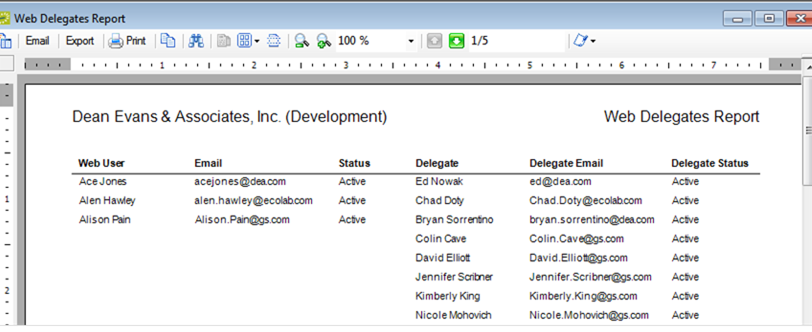 Web Delegates Report
Email Export Print 100 % 1/5
1 2 3 4 5 6 7
Dean Evans & Associates, Inc. (Development) Web Delegates Report
Web User Email Status Delegate Delegate Email Delegate Status
Ace Jones acejones@dea.com Active Ed Nowak ed@dea.com Active
1
Alen Hawley alen.hawley@ecolab.com Active Chad Doty Chad.Doty@ecolab.com Active
Alison Pain Alison.Pain@gs.com Active Bryan Sorrentino bryan.sorrentino@dea.com Active
Colin Cave Colin.Cave@gs.com Active
David Elliott David.Elliott@gs.com Active
Jennifer Scribner Jennifer.Scribner@gs.com Active
2
Kimberly King Kimberly.King@gs.com Active
Nicole Mohovich Nicole.Mohovich@gs.com Active